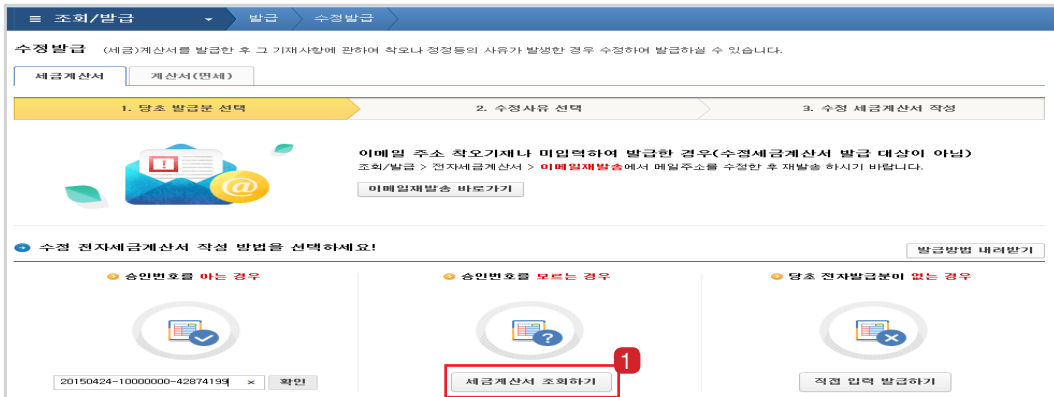 ≡ 조회/발급 발급 수정발급
수정발급 (세금)계산서를 발급한 후 그 기재사항에 관하여 착오나 정정등의 사유가 발생한 경우 수정하여 발급하실 수 있습니다.
세금계산서 계산서(면세)
1. 당초 발급분 선택 2. 수정사유 선택 3. 수정 세금계산서 작성
이메일 주소 착오기재나 미입력하여 발급한 경우(수정세금계산서 발급 대상이 아님)
조회/발급 > 전자세금계산서 > 이메일재발송에서 메일주소를 수정한 후 재발송 하시기 바랍니다.
이메일재발송 바로가기
수정 전자세금계산서 작성 방법을 선택하세요!
발급방법 내려받기
승인번호를 아는 경우 승인번호를 모르는 경우 당초 전자발급분이 없는 경우
1
20150424-10000000-42874199 × 확인 세금계산서 조회하기 직접 입력 발급하기